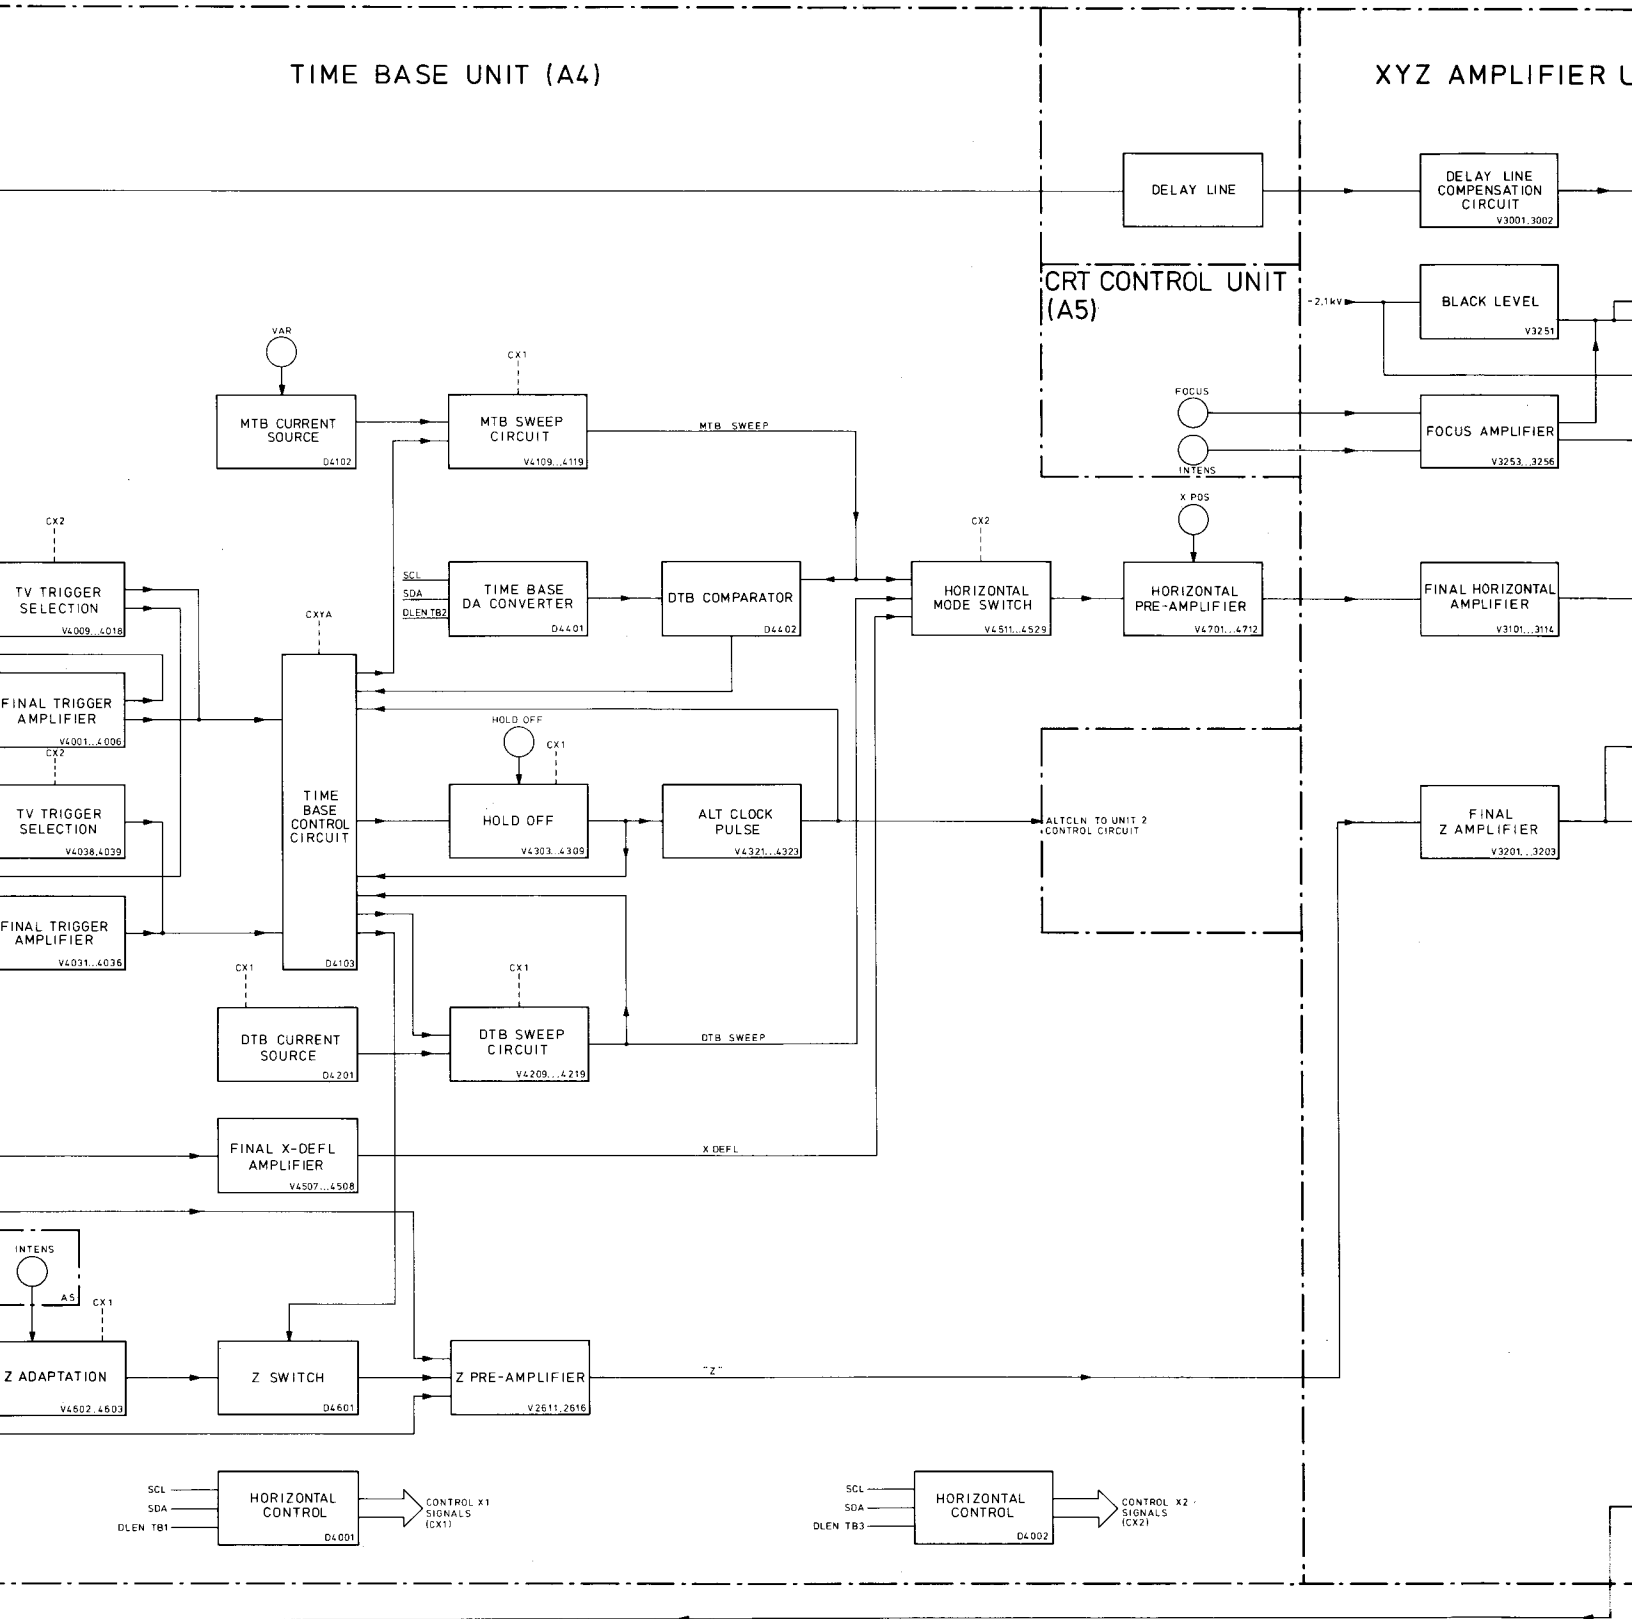 TIME BASE UNIT (A4)
XYZ AMPLIFIER U
DELAY LINE
DELAY LINE
COMPENSATION
CIRCUIT
V3001,3002
CRT CONTROL UNIT
(A5)
-2,1kV
BLACK LEVEL
V3251
VAR
MTB CURRENT
SOURCE
D4102
CX1
MTB SWEEP
CIRCUIT
V4109...4119
MTB SWEEP
FOCUS
INTENS
FOCUS AMPLIFIER
V3253...3256
CX2
TV TRIGGER
SELECTION
V4009...4018
SCL
SDA
DLEN TB2
TIME BASE
DA CONVERTER
D4401
DTB COMPARATOR
D4402
CX2
HORIZONTAL
MODE SWITCH
V4511...4529
X POS
HORIZONTAL
PRE-AMPLIFIER
V4701...4712
FINAL HORIZONTAL
AMPLIFIER
V3101...3114
CXYA
FINAL TRIGGER
AMPLIFIER
V4001...4006
CX2
TV TRIGGER
SELECTION
V4038,4039
FINAL TRIGGER
AMPLIFIER
V4031...4036
TIME
BASE
CONTROL
CIRCUIT
D4103
HOLD OFF
CX1
HOLD OFF
V4303...4309
ALT CLOCK
PULSE
V4321...4323
ALTCLN TO UNIT 2
CONTROL CIRCUIT
FINAL
Z AMPLIFIER
V3201...3203
CX1
DTB CURRENT
SOURCE
D4201
CX1
DTB SWEEP
CIRCUIT
V4209...4219
DTB SWEEP
FINAL X-DEFL
AMPLIFIER
V4507...4508
X DEFL
INTENS
A5
CX1
Z ADAPTATION
V4602,4603
Z SWITCH
D4601
Z PRE-AMPLIFIER
V2611,2616
"Z"
SCL
SDA
DLEN TB1
HORIZONTAL
CONTROL
D4001
CONTROL X1
SIGNALS
(CX1)
SCL
SDA
DLEN TB3
HORIZONTAL
CONTROL
D4002
CONTROL X2
SIGNALS
(CX2)